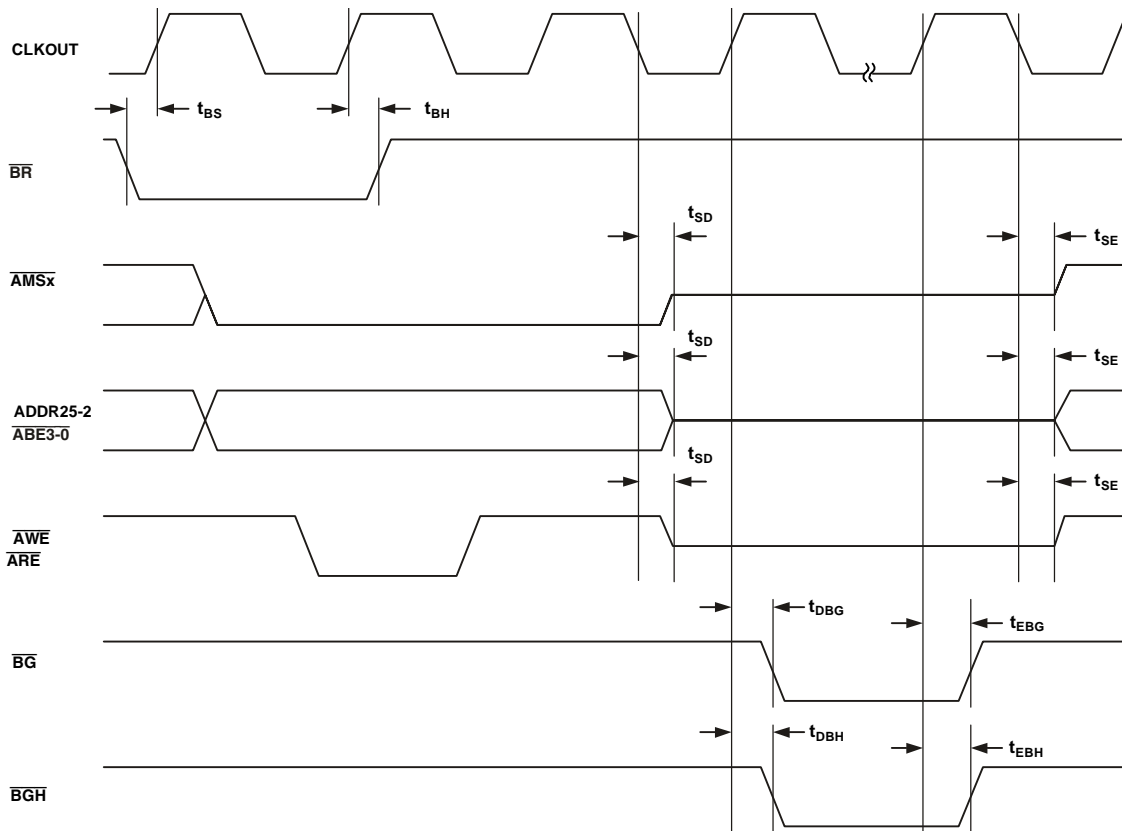 CLKOUT
tBS
tBH
BR
tSD
tSE
AMSx
tSD
tSE
ADDR25-2
ABE3-0
tSD
tSE
AWE
ARE
tDBG
tEBG
BG
tDBH
tEBH
BGH